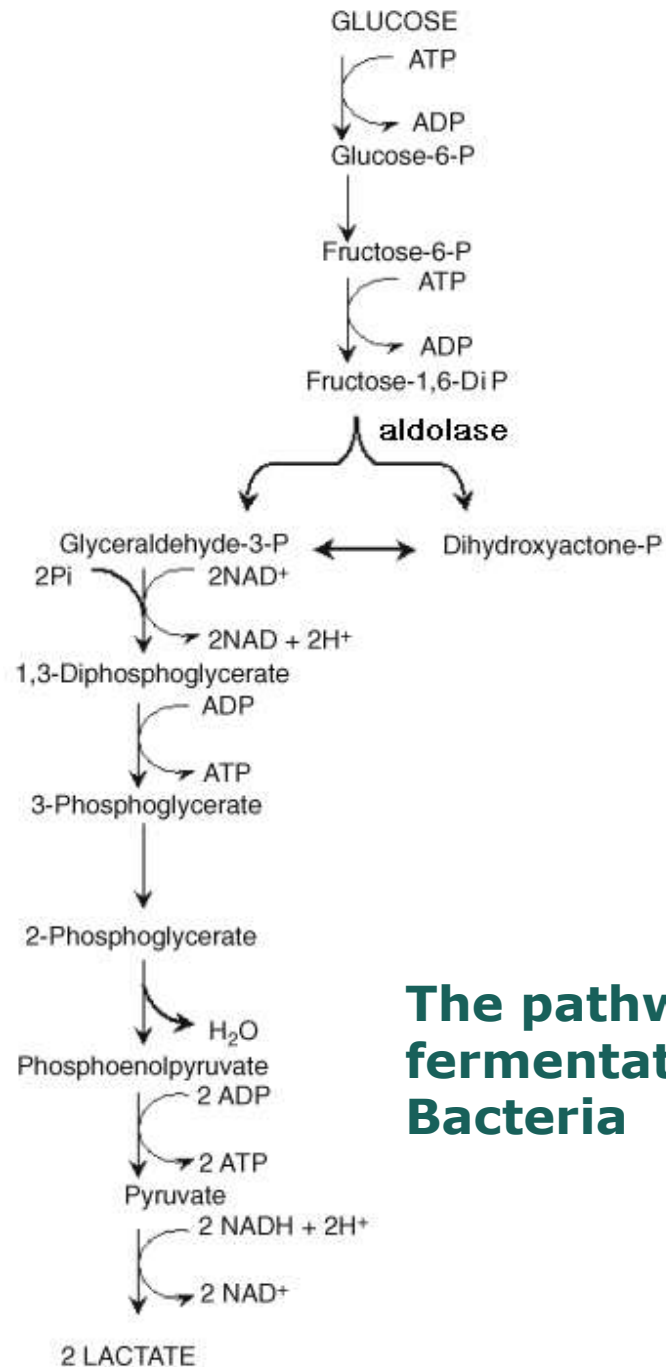 GLUCOSE
ATP
ADP
Glucose-6-P
Fructose-6-P
ATP
ADP
Fructose-1,6-Di P
aldolase
Glyceraldehyde-3-P
Dihydroxyactone-P
2Pi
2NAD⁺
2NAD + 2H⁺
1,3-Diphosphoglycerate
ADP
ATP
3-Phosphoglycerate
2-Phosphoglycerate
H₂O
Phosphoenolpyruvate
2 ADP
2 ATP
Pyruvate
2 NADH + 2H⁺
2 NAD⁺
2 LACTATE
The
Bacteria